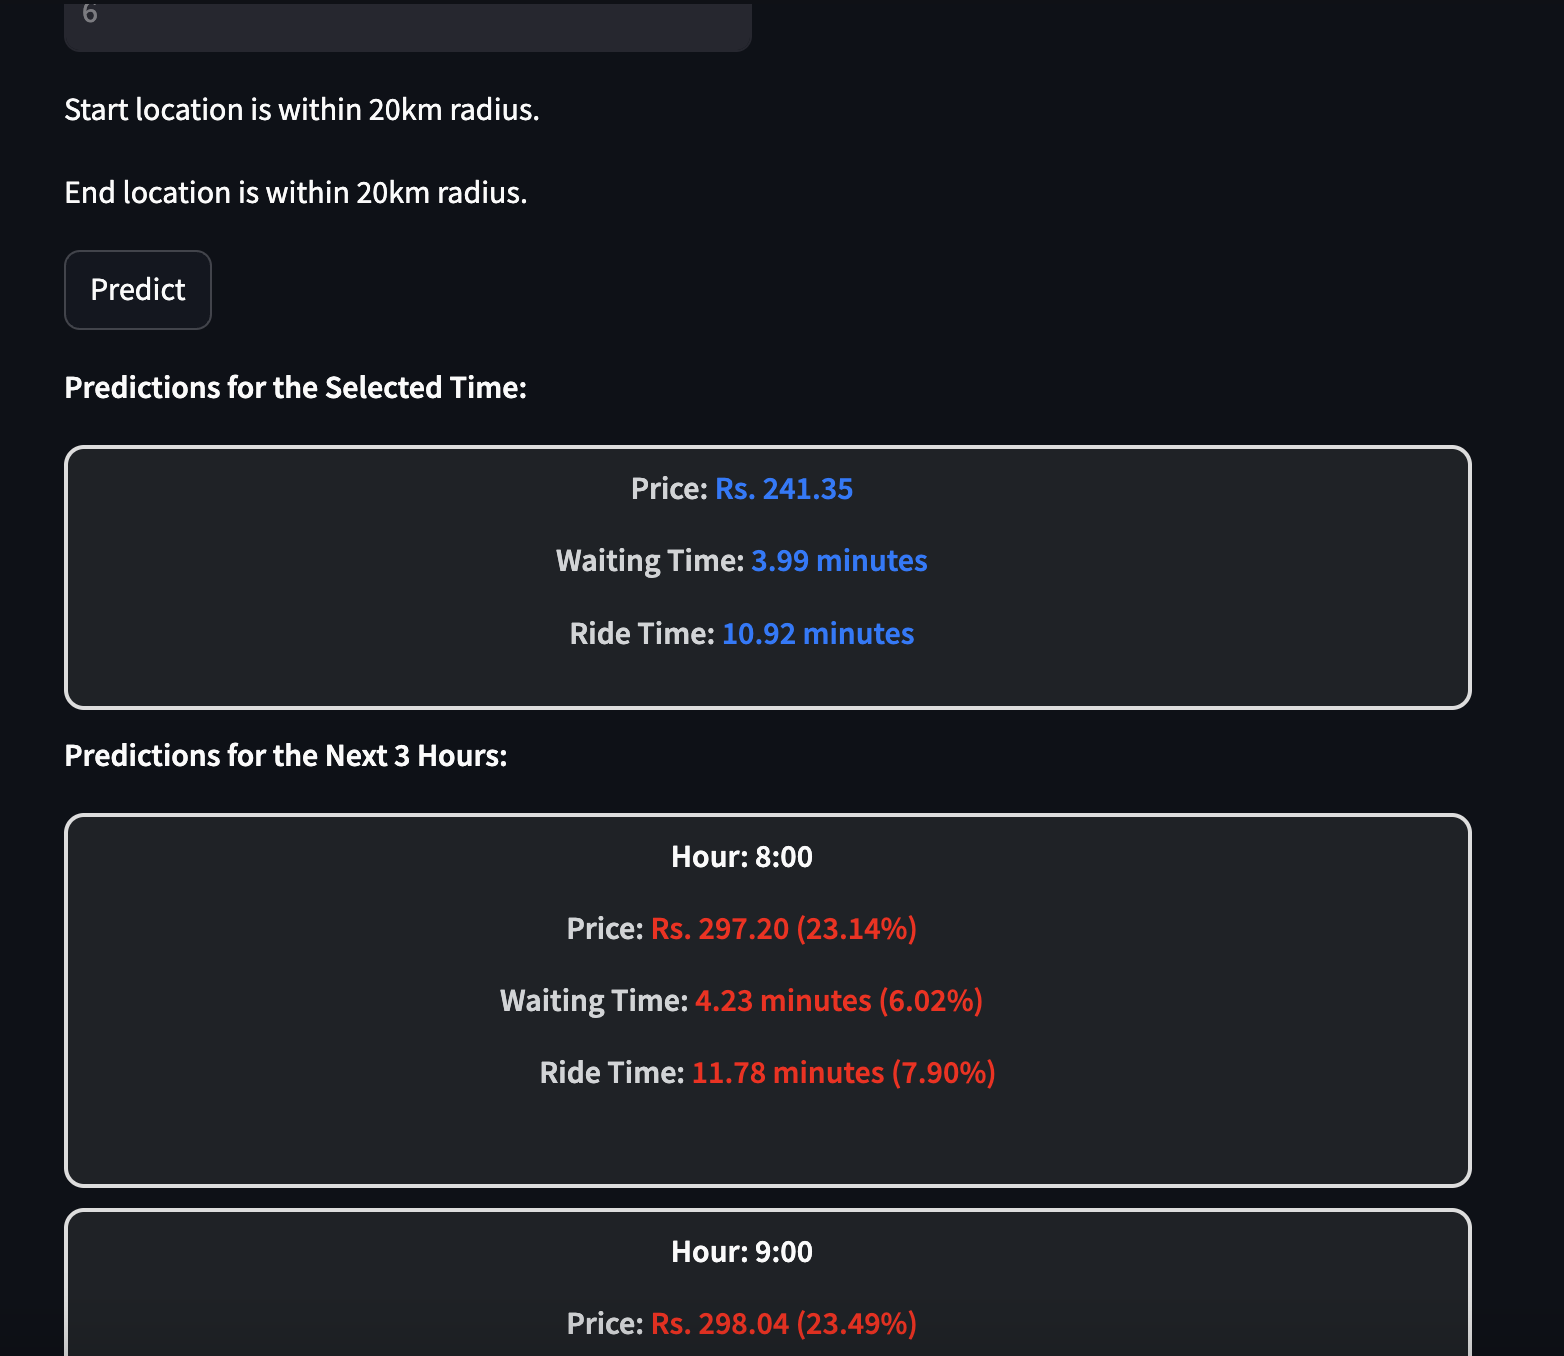 6
Start location is within 20km radius.
End location is within 20km radius.
Predict
Predictions for the Selected Time:
Price: Rs. 241.35
Waiting Time: 3.99 minutes
Ride Time: 10.92 minutes
Predictions for the Next 3 Hours:
Hour: 8:00
Price: Rs. 297.20 (23.14%)
Waiting Time: 4.23 minutes (6.02%)
Ride Time: 11.78 minutes (7.90%)
Hour: 9:00
Price: Rs. 298.04 (23.49%)